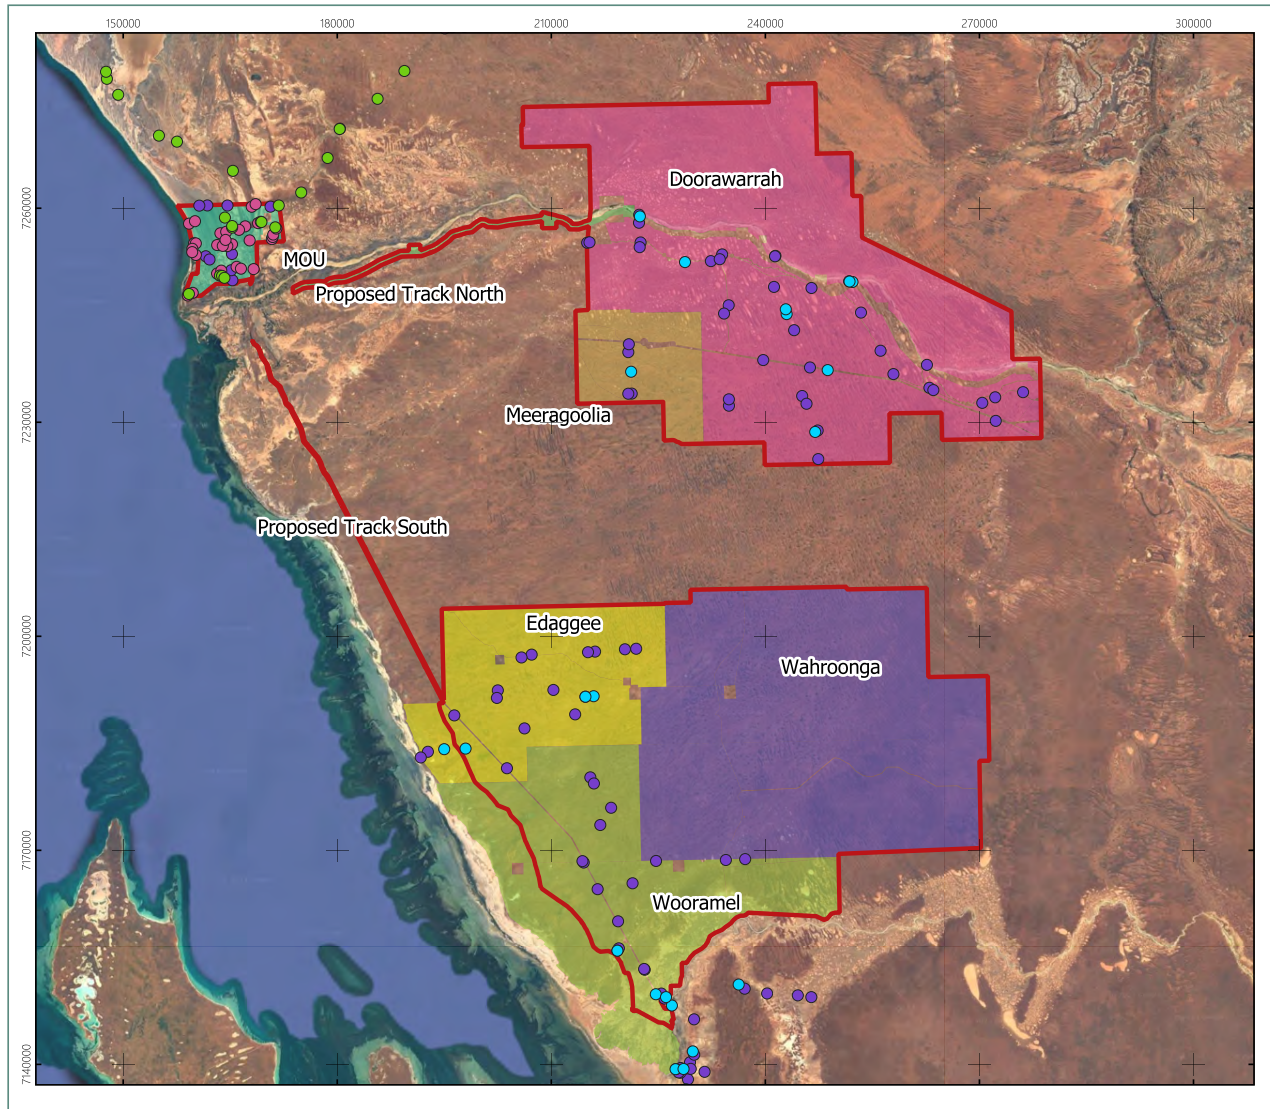 150000 180000 210000 240000 270000 300000
7260000
Doorawarrah
MOU
Proposed Track North
7230000
Meeragoolia
Proposed Track South
7200000
Edaggee
Wahroonga
7170000
Wooramel
7140000